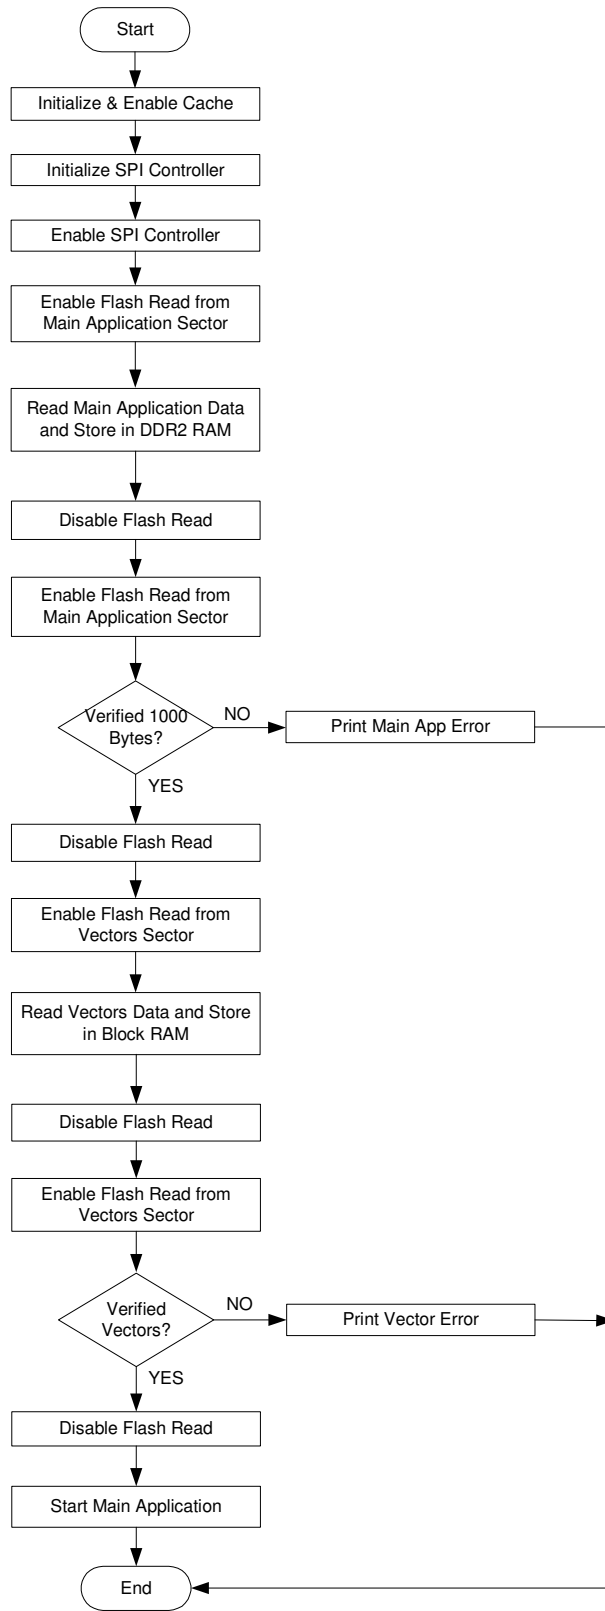 Start
Initialize & Enable Cache
Initialize SPI Controller
Enable SPI Controller
Enable Flash Read from
Main Application Sector
Read Main Application Data
and Store in DDR2 RAM
Disable Flash Read
Enable Flash Read from
Main Application Sector
Verified 1000
Bytes?
NO
Print Main App Error
YES
Disable Flash Read
Enable Flash Read from
Vectors Sector
Read Vectors Data and Store
in Block RAM
Disable Flash Read
Enable Flash Read from
Vectors Sector
Verified
Vectors?
NO
Print Vector Error
YES
Disable Flash Read
Start Main Application
End